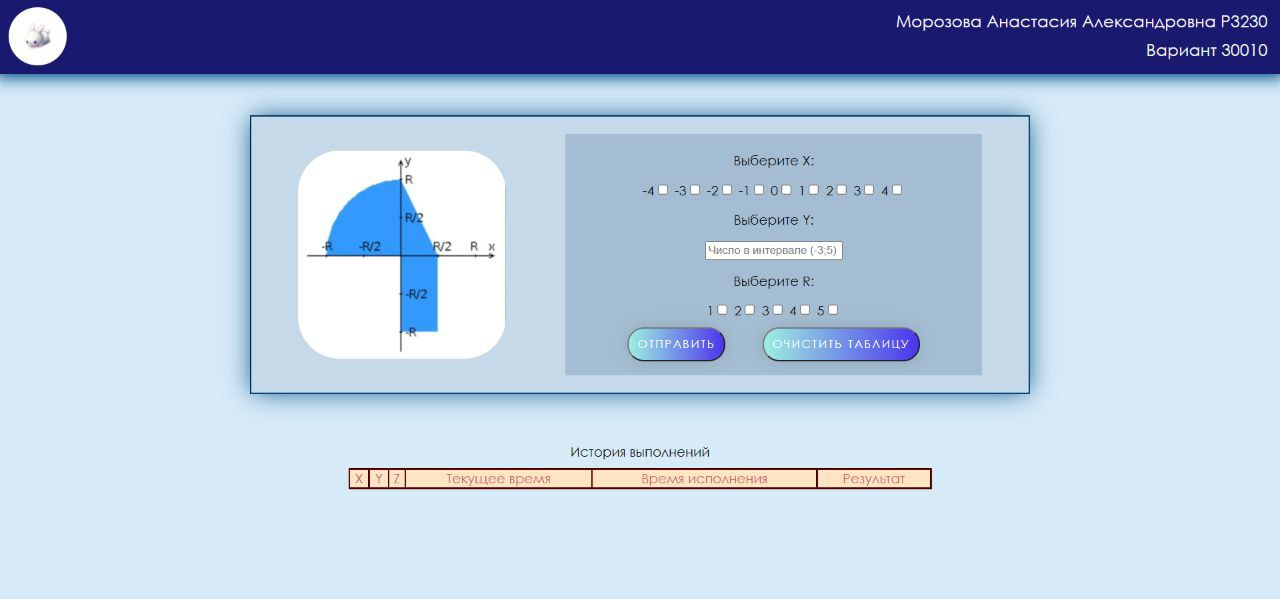 Морозова Анастасия Александровна P3230
Вариант 30010
y
R
R/2
-R -R/2 R/2 R x
-R/2
-R
Выберите X:
-4 -3 -2 -1 0 1 2 3 4
Выберите Y:
Число в интервале (-3;5)
Выберите R:
1 2 3 4 5
ОТПРАВИТЬ ОЧИСТИТЬ ТАБЛИЦУ
История выполнений
X Y Z Текущее время Время исполнения Результат